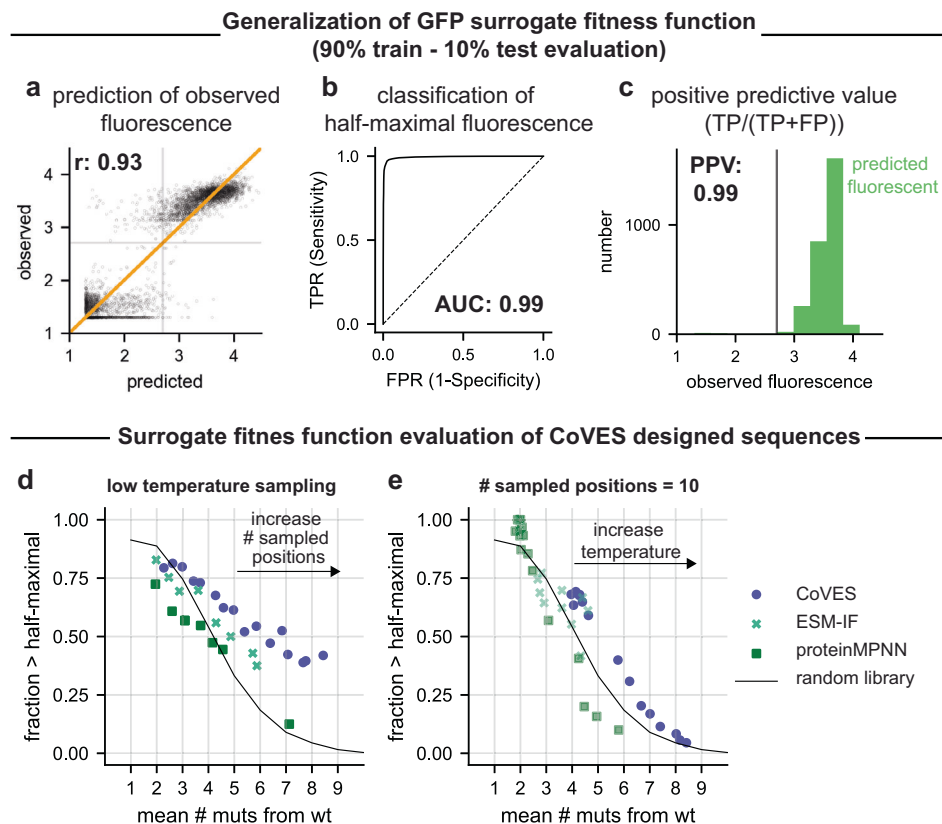 Generalization of GFP surrogate fitness function
(90% train - 10% test evaluation)
a
prediction of observed
fluorescence
r: 0.93
4
3
2
1
observed
1 2 3 4
predicted
b
classification of
half-maximal fluorescence
1.0
0.5
0.0
TPR (Sensitivity)
AUC: 0.99
0.0 0.5 1.0
FPR (1-Specificity)
c
positive predictive value
(TP/(TP+FP))
PPV:
0.99
predicted
fluorescent
1000
0
number
1 2 3 4
observed fluorescence
Surrogate fitnes function evaluation of CoVES designed sequences
d
low temperature sampling
increase
# sampled
positions
1.00
0.75
0.50
0.25
0.00
fraction > half-maximal
1 2 3 4 5 6 7 8 9
mean # muts from wt
e
# sampled positions = 10
increase
temperature
1.00
0.75
0.50
0.25
0.00
fraction > half-maximal
1 2 3 4 5 6 7 8 9
mean # muts from wt
CoVES
ESM-IF
proteinMPNN
random library